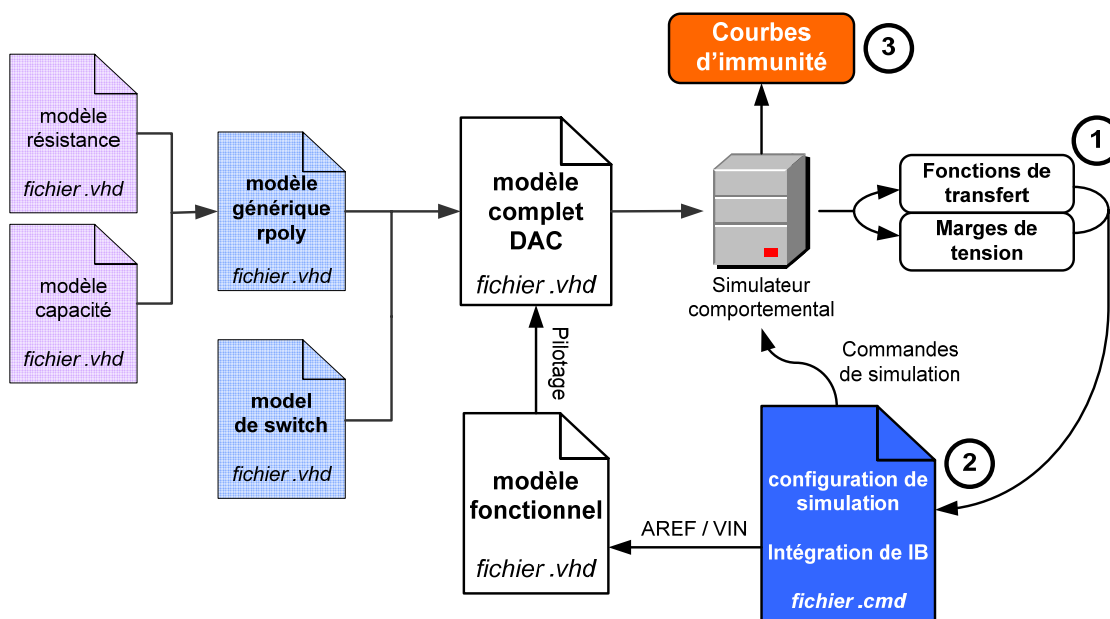 Courbes
d'immunité
3
modèle
résistance
fichier .vhd
modèle
capacité
fichier .vhd
modèle
générique
rpoly
fichier .vhd
model
de switch
fichier .vhd
modèle
complet
DAC
fichier .vhd
Pilotage
modèle
fonctionnel
fichier .vhd
Simulateur
comportemental
1
Fonctions de
transfert
Marges de
tension
Commandes
de simulation
2
configuration de
simulation
Intégration de IB
fichier .cmd
AREF / VIN